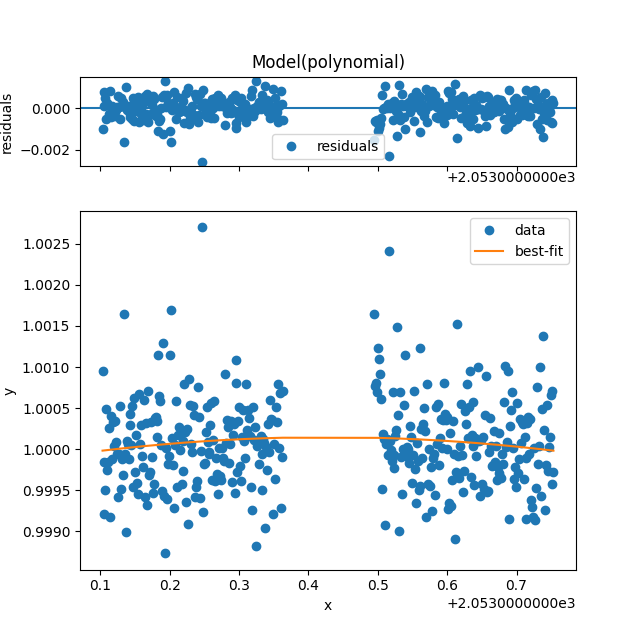 Model(polynomial)
0.000
−0.002
residuals
residuals
+2.0530000000e3
data
best-fit
1.0025
1.0020
1.0015
1.0010
1.0005
1.0000
0.9995
0.9990
y
0.1 0.2 0.3 0.4 0.5 0.6 0.7
x
+2.0530000000e3